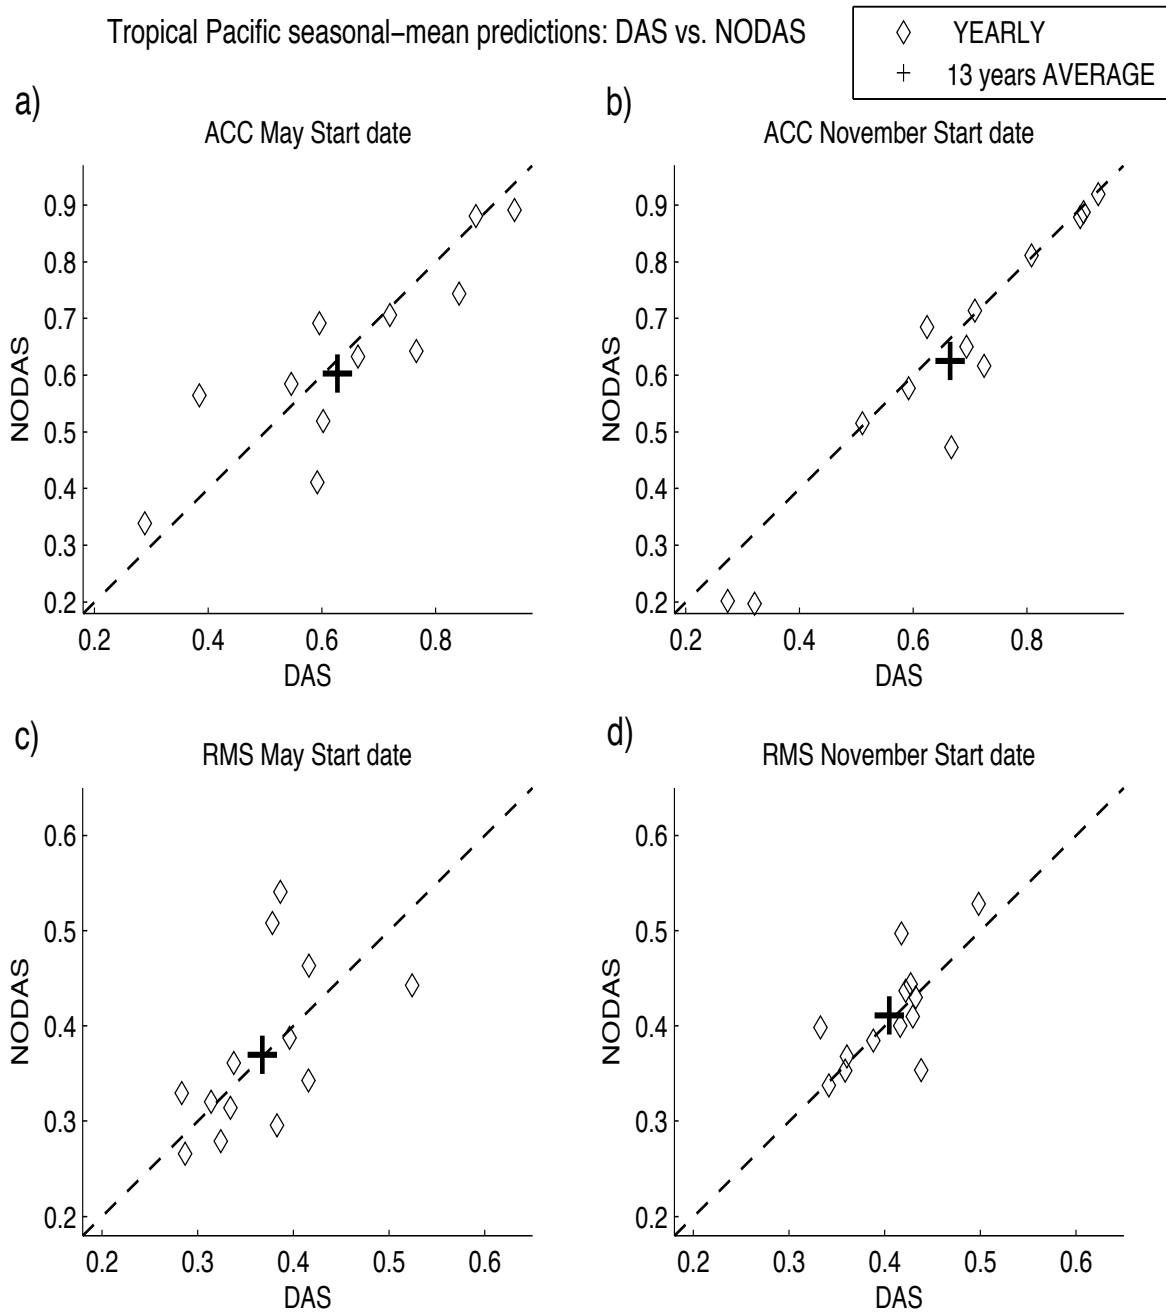 Tropical Pacific seasonal−mean predictions: DAS vs. NODAS
YEARLY
13 years AVERAGE
a)
ACC May Start date
0.9
0.8
0.7
0.6
0.5
0.4
0.3
0.2
NODAS
0.2 0.4 0.6 0.8
DAS
b)
ACC November Start date
0.9
0.8
0.7
0.6
0.5
0.4
0.3
0.2
NODAS
0.2 0.4 0.6 0.8
DAS
c)
RMS May Start date
0.6
0.5
0.4
0.3
0.2
NODAS
0.2 0.3 0.4 0.5 0.6
DAS
d)
RMS November Start date
0.6
0.5
0.4
0.3
0.2
NODAS
0.2 0.3 0.4 0.5 0.6
DAS